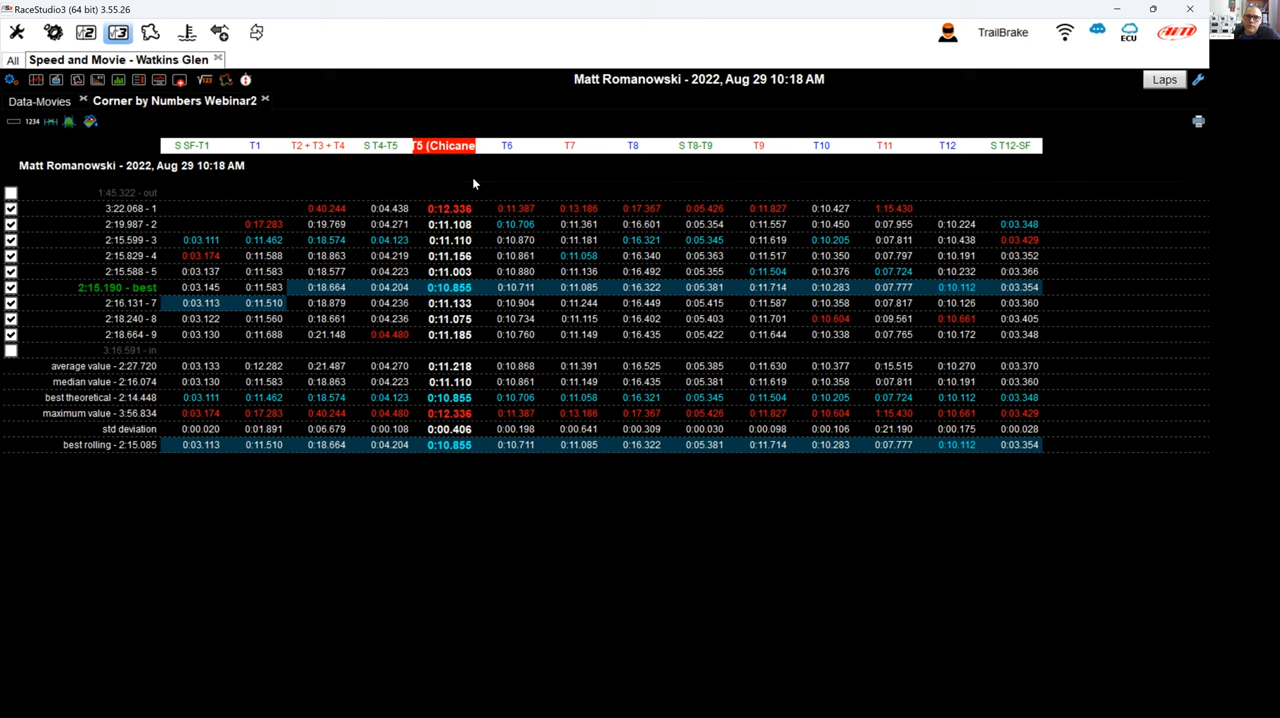 RaceStudio3 (64 bit) 3.55.26
TrailBrake
ECU
All Speed and Movie - Watkins Glen
Matt Romanowski - 2022, Aug 29 10:18 AM
Laps
Data-Movies Corner by Numbers Webinar2
1234
S SF-T1 T1 T2 + T3 + T4 S T4-T5 T5 (Chicane T6 T7 T8 S T8-T9 T9 T10 T11 T12 S T12-SF
Matt Romanowski - 2022, Aug 29 10:18 AM
1:45.322 - out
3:22.068 - 1 0:40.244 0:04.438 0:12.336 0:11.387 0:13.186 0:17.367 0:05.426 0:11.827 0:10.427 1:15.430
2:19.987 - 2 0:17.283 0:19.769 0:04.271 0:11.108 0:10.706 0:11.361 0:16.601 0:05.354 0:11.557 0:10.450 0:07.955 0:10.224 0:03.348
2:15.599 - 3 0:03.111 0:11.462 0:18.574 0:04.123 0:11.110 0:10.870 0:11.181 0:16.321 0:05.345 0:11.619 0:10.205 0:07.811 0:10.438 0:03.429
2:15.829 - 4 0:03.174 0:11.588 0:18.863 0:04.219 0:11.156 0:10.861 0:11.058 0:16.340 0:05.363 0:11.517 0:10.350 0:07.797 0:10.191 0:03.352
2:15.588 - 5 0:03.137 0:11.583 0:18.577 0:04.223 0:11.003 0:10.880 0:11.136 0:16.492 0:05.355 0:11.504 0:10.376 0:07.724 0:10.232 0:03.366
2:15.190 - best 0:03.145 0:11.583 0:18.664 0:04.204 0:10.855 0:10.711 0:11.085 0:16.322 0:05.381 0:11.714 0:10.283 0:07.777 0:10.112 0:03.354
2:16.131 - 7 0:03.113 0:11.510 0:18.879 0:04.236 0:11.133 0:10.904 0:11.244 0:16.449 0:05.415 0:11.587 0:10.358 0:07.817 0:10.126 0:03.360
2:18.240 - 8 0:03.122 0:11.560 0:18.661 0:04.236 0:11.075 0:10.734 0:11.115 0:16.402 0:05.403 0:11.701 0:10.604 0:09.561 0:10.661 0:03.405
2:18.664 - 9 0:03.130 0:11.688 0:21.148 0:04.480 0:11.185 0:10.760 0:11.149 0:16.435 0:05.422 0:11.644 0:10.338 0:07.765 0:10.172 0:03.348
3:16.591 - in
average value - 2:27.720 0:03.133 0:12.282 0:21.487 0:04.270 0:11.218 0:10.868 0:11.391 0:16.525 0:05.385 0:11.630 0:10.377 0:15.515 0:10.270 0:03.370
median value - 2:16.074 0:03.130 0:11.583 0:18.863 0:04.223 0:11.110 0:10.861 0:11.149 0:16.435 0:05.381 0:11.619 0:10.358 0:07.811 0:10.191 0:03.360
best theoretical - 2:14.448 0:03.111 0:11.462 0:18.574 0:04.123 0:10.855 0:10.706 0:11.058 0:16.321 0:05.345 0:11.504 0:10.205 0:07.724 0:10.112 0:03.348
maximum value - 3:56.834 0:03.174 0:17.283 0:40.244 0:04.480 0:12.336 0:11.387 0:13.186 0:17.367 0:05.426 0:11.827 0:10.604 1:15.430 0:10.661 0:03.429
std deviation 0:00.020 0:01.891 0:06.679 0:00.108 0:00.406 0:00.198 0:00.641 0:00.309 0:00.030 0:00.098 0:00.106 0:21.190 0:00.175 0:00.028
best rolling - 2:15.085 0:03.113 0:11.510 0:18.664 0:04.204 0:10.855 0:10.711 0:11.085 0:16.322 0:05.381 0:11.714 0:10.283 0:07.777 0:10.112 0:03.354